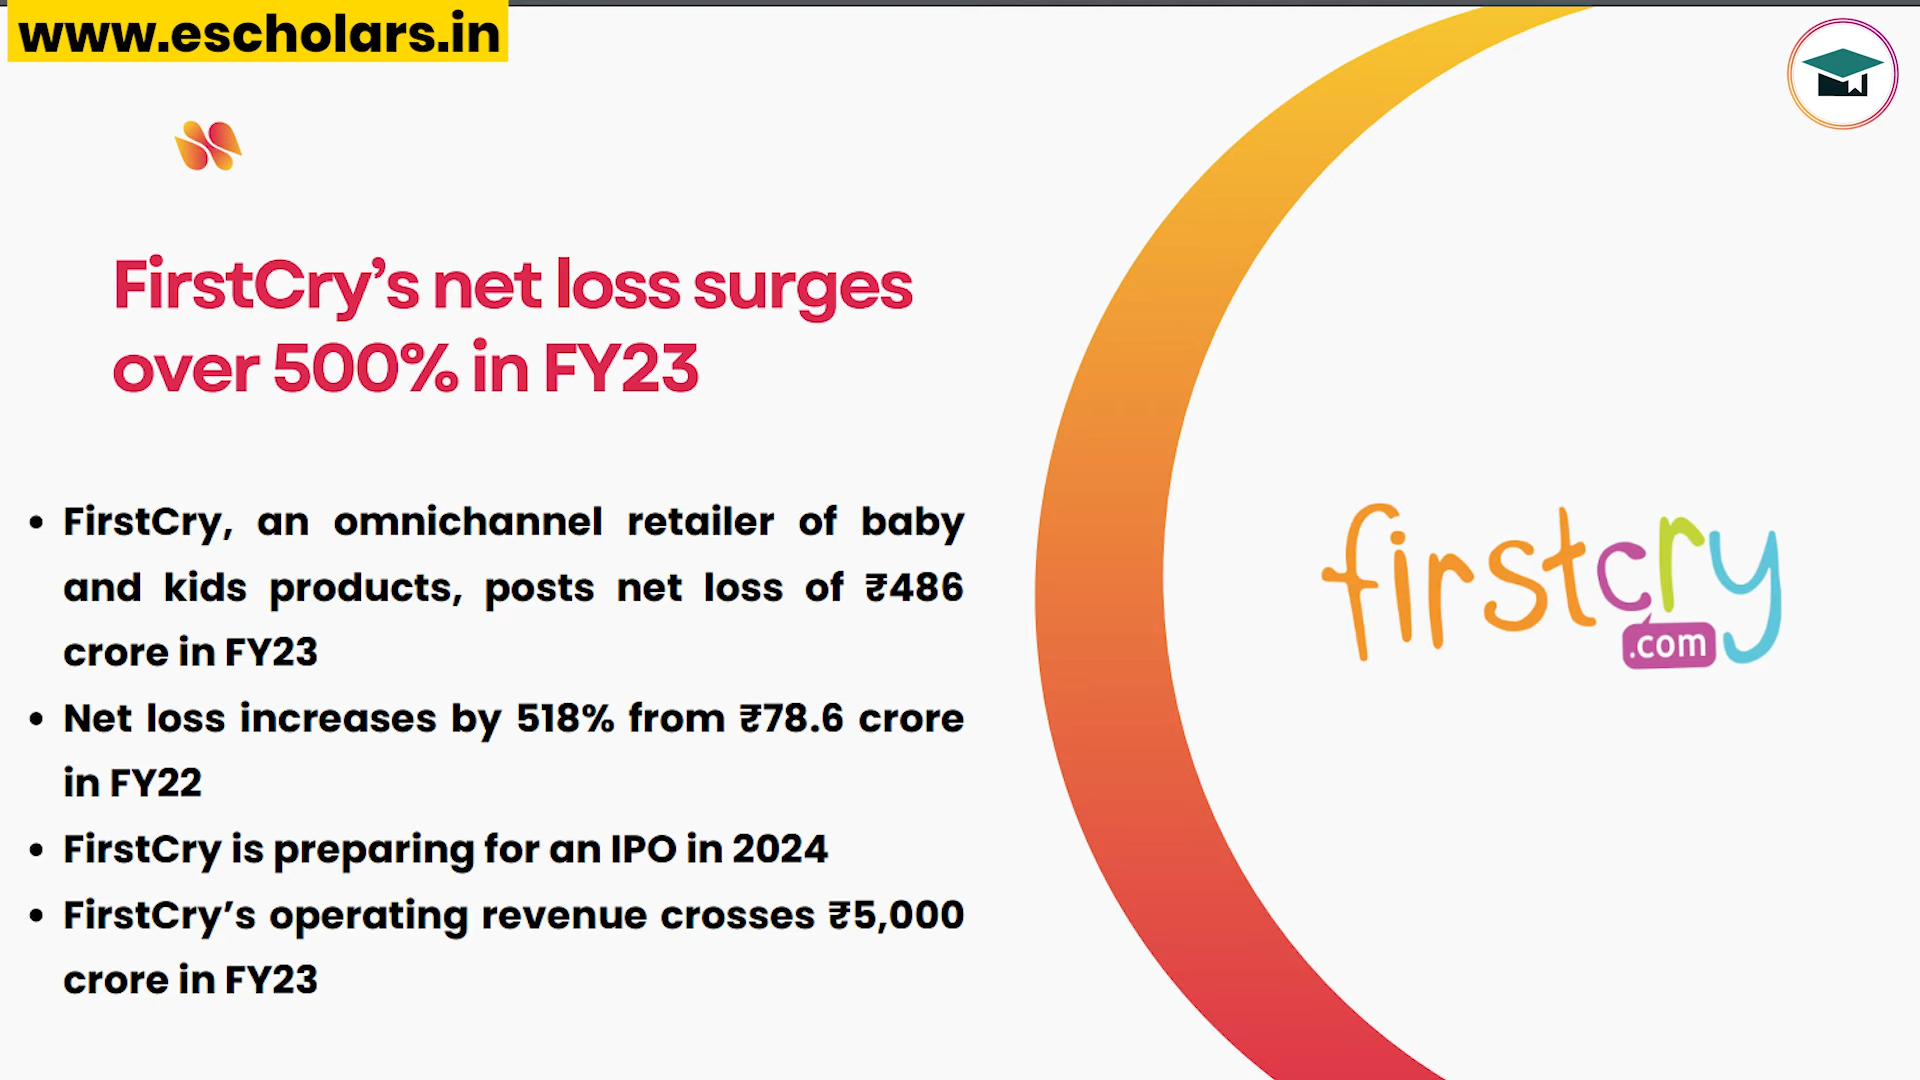 www.escholars.in
FirstCry’s net loss surges
over 500% in FY23
• FirstCry, an omnichannel retailer of baby
and kids products, posts net loss of ₹486
crore in FY23
• Net loss increases by 518% from ₹78.6 crore
in FY22
• FirstCry is preparing for an IPO in 2024
• FirstCry’s operating revenue crosses ₹5,000
crore in FY23
firstcry
.com